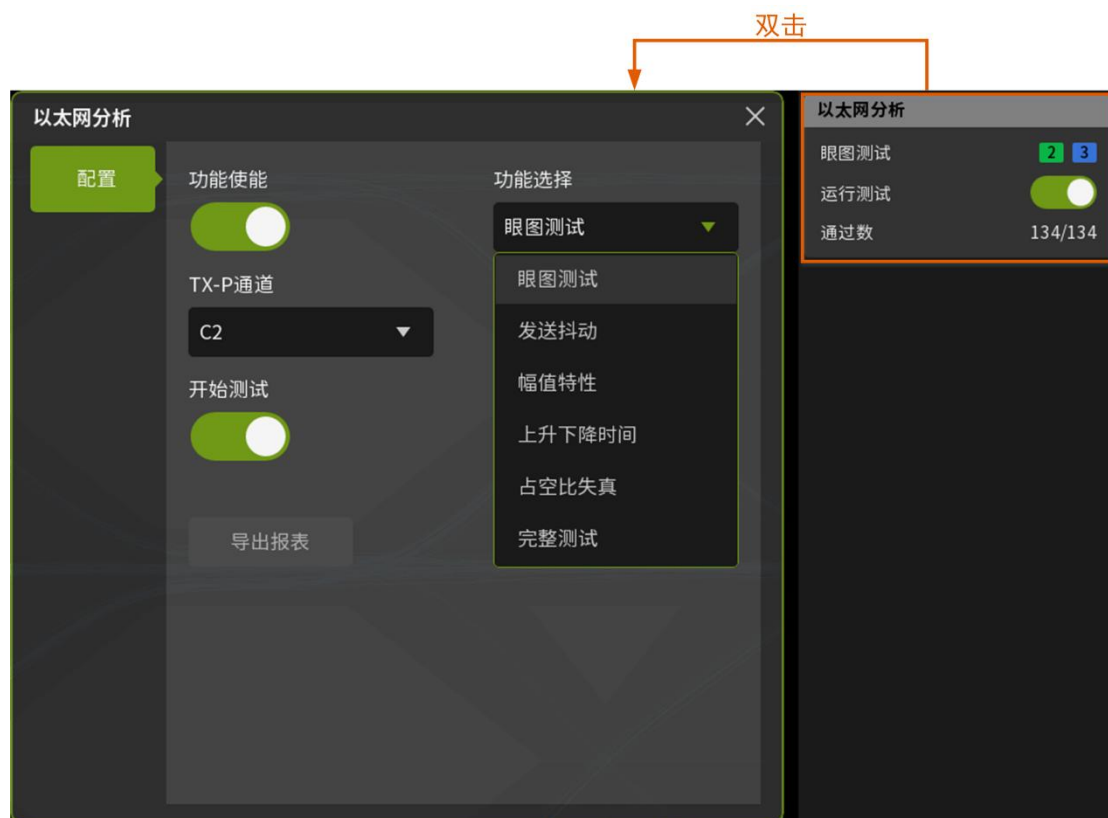 双击
以太网分析
配置
功能使能
功能选择
眼图测试
TX-P通道
C2
开始测试
导出报表
眼图测试
发送抖动
幅值特性
上升下降时间
占空比失真
完整测试
以太网分析
眼图测试 2 3
运行测试
通过数 134/134